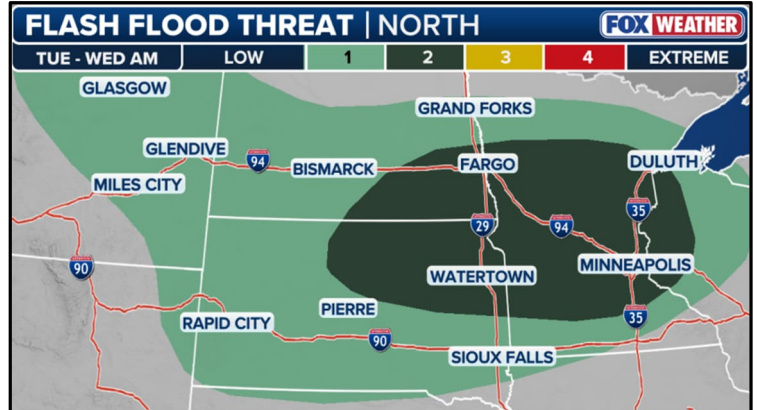 FLASH FLOOD THREAT | NORTH
FOX WEATHER
TUE - WED AM LOW 1 2 3 4 EXTREME
GLASGOW
GRAND FORKS
GLENDIVE
94
BISMARCK
FARGO
DULUTH
MILES CITY
35
29
94
90
WATERTOWN
MINNEAPOLIS
PIERRE
RAPID CITY
35
90
SIOUX FALLS